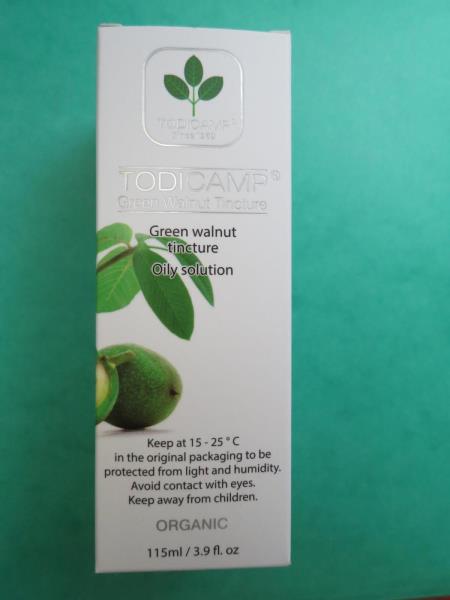 TODICAMP®
Since 1989
TODICAMP®
Green Walnut Tincture
Green walnut
tincture
Oily solution
Keep at 15 - 25 ° C
in the original packaging to be
protected from light and humidity.
Avoid contact with eyes.
Keep away from children.
ORGANIC
115ml / 3.9 fl. oz